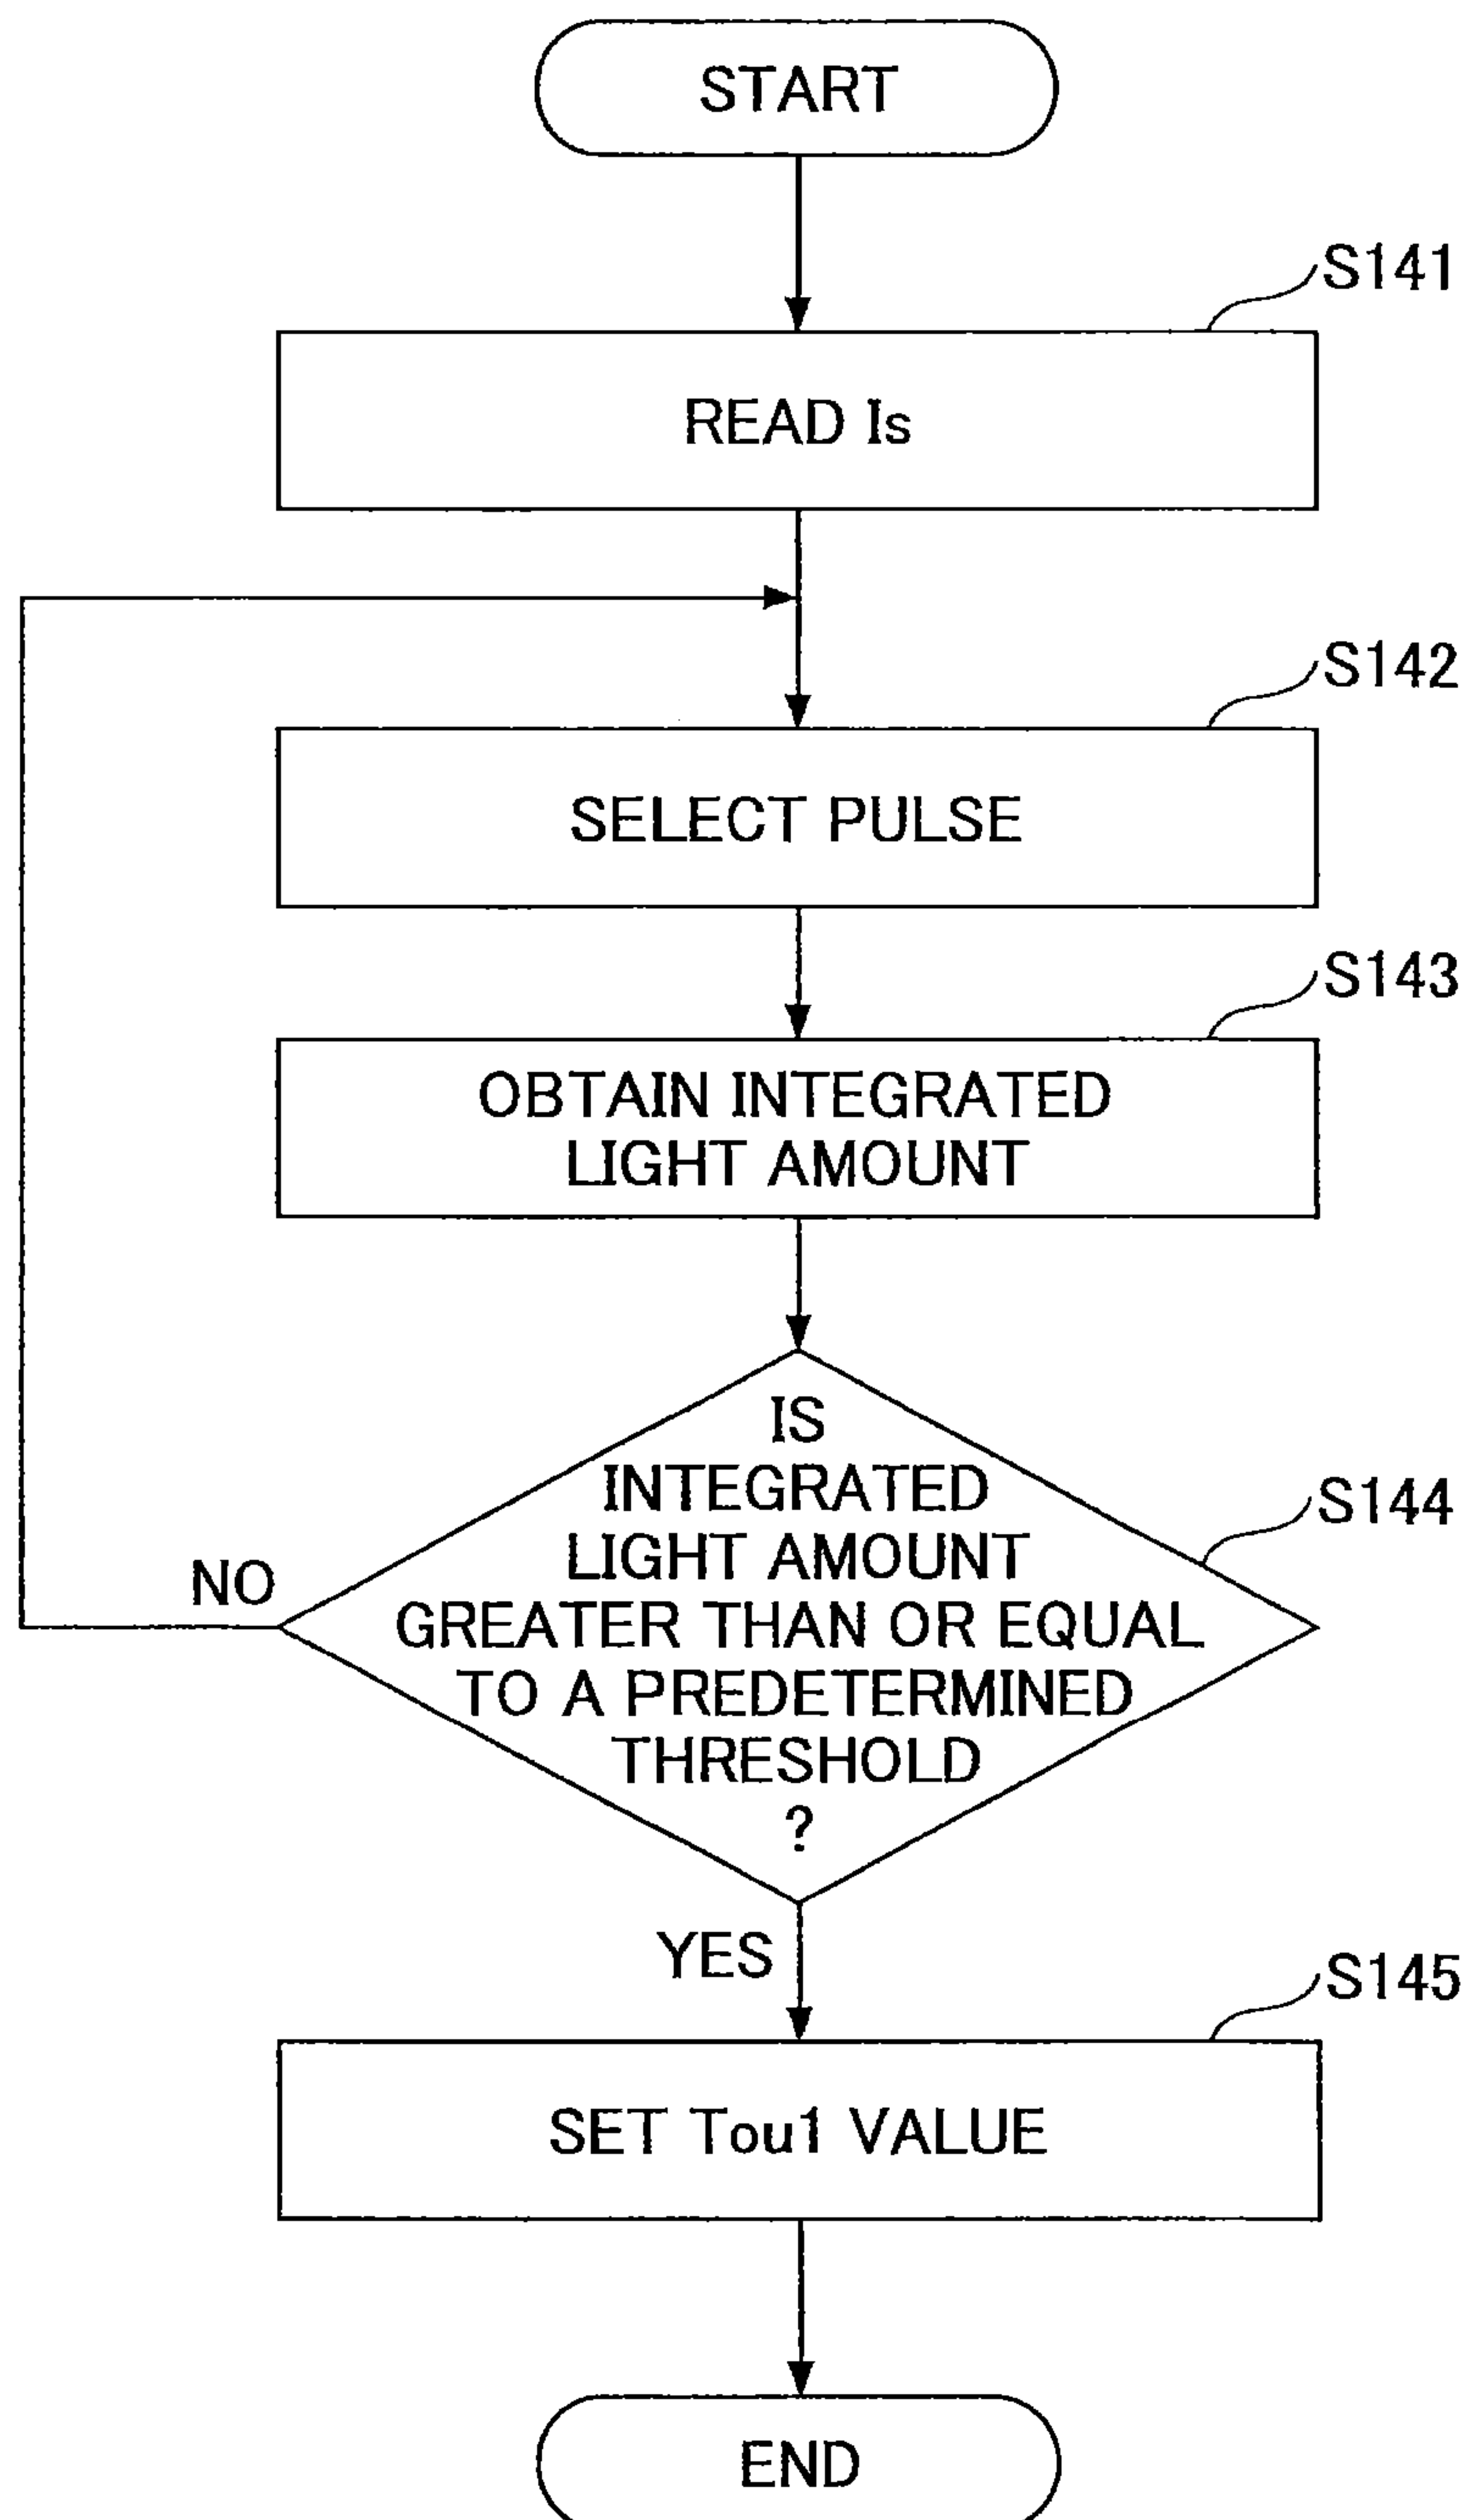 START
S141
READ Is
S142
SELECT PULSE
S143
OBTAIN INTEGRATED
LIGHT AMOUNT
IS
INTEGRATED
LIGHT AMOUNT
S144
NO
GREATER THAN OR EQUAL
TO A PREDETERMINED
THRESHOLD
?
YES
S145
SET Tou1 VALUE
END